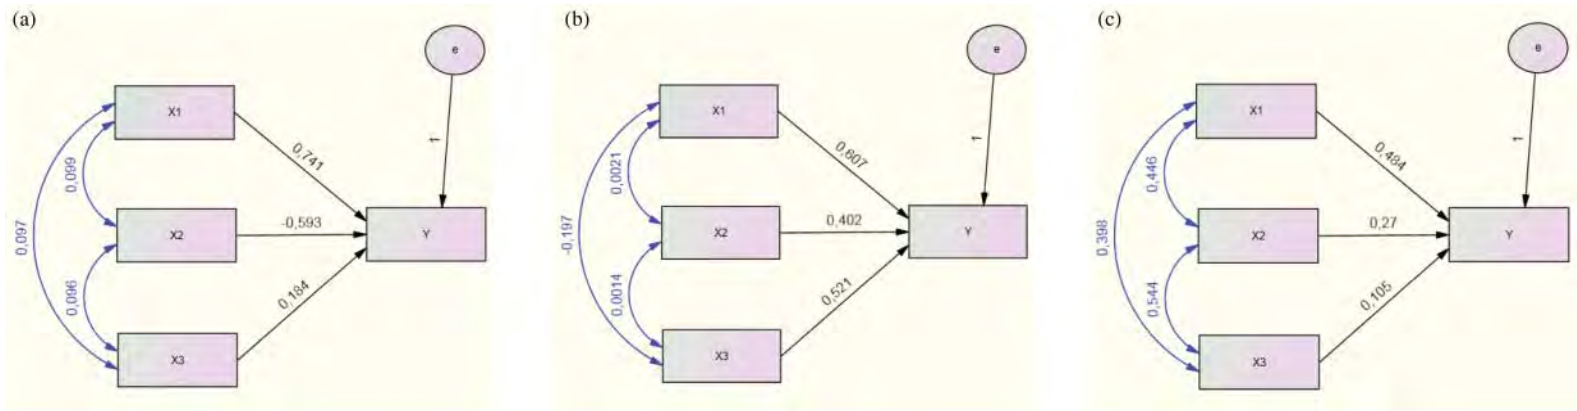 (a)
e
X1
0,741
1
0,099
X2
-0,593
Y
0,097
0,096
0,184
X3
(b)
e
X1
0,607
1
0,0021
X2
0,402
Y
-0,197
0,0014
0,521
X3
(c)
e
X1
0,484
1
0,446
X2
0,27
Y
0,398
0,544
0,105
X3